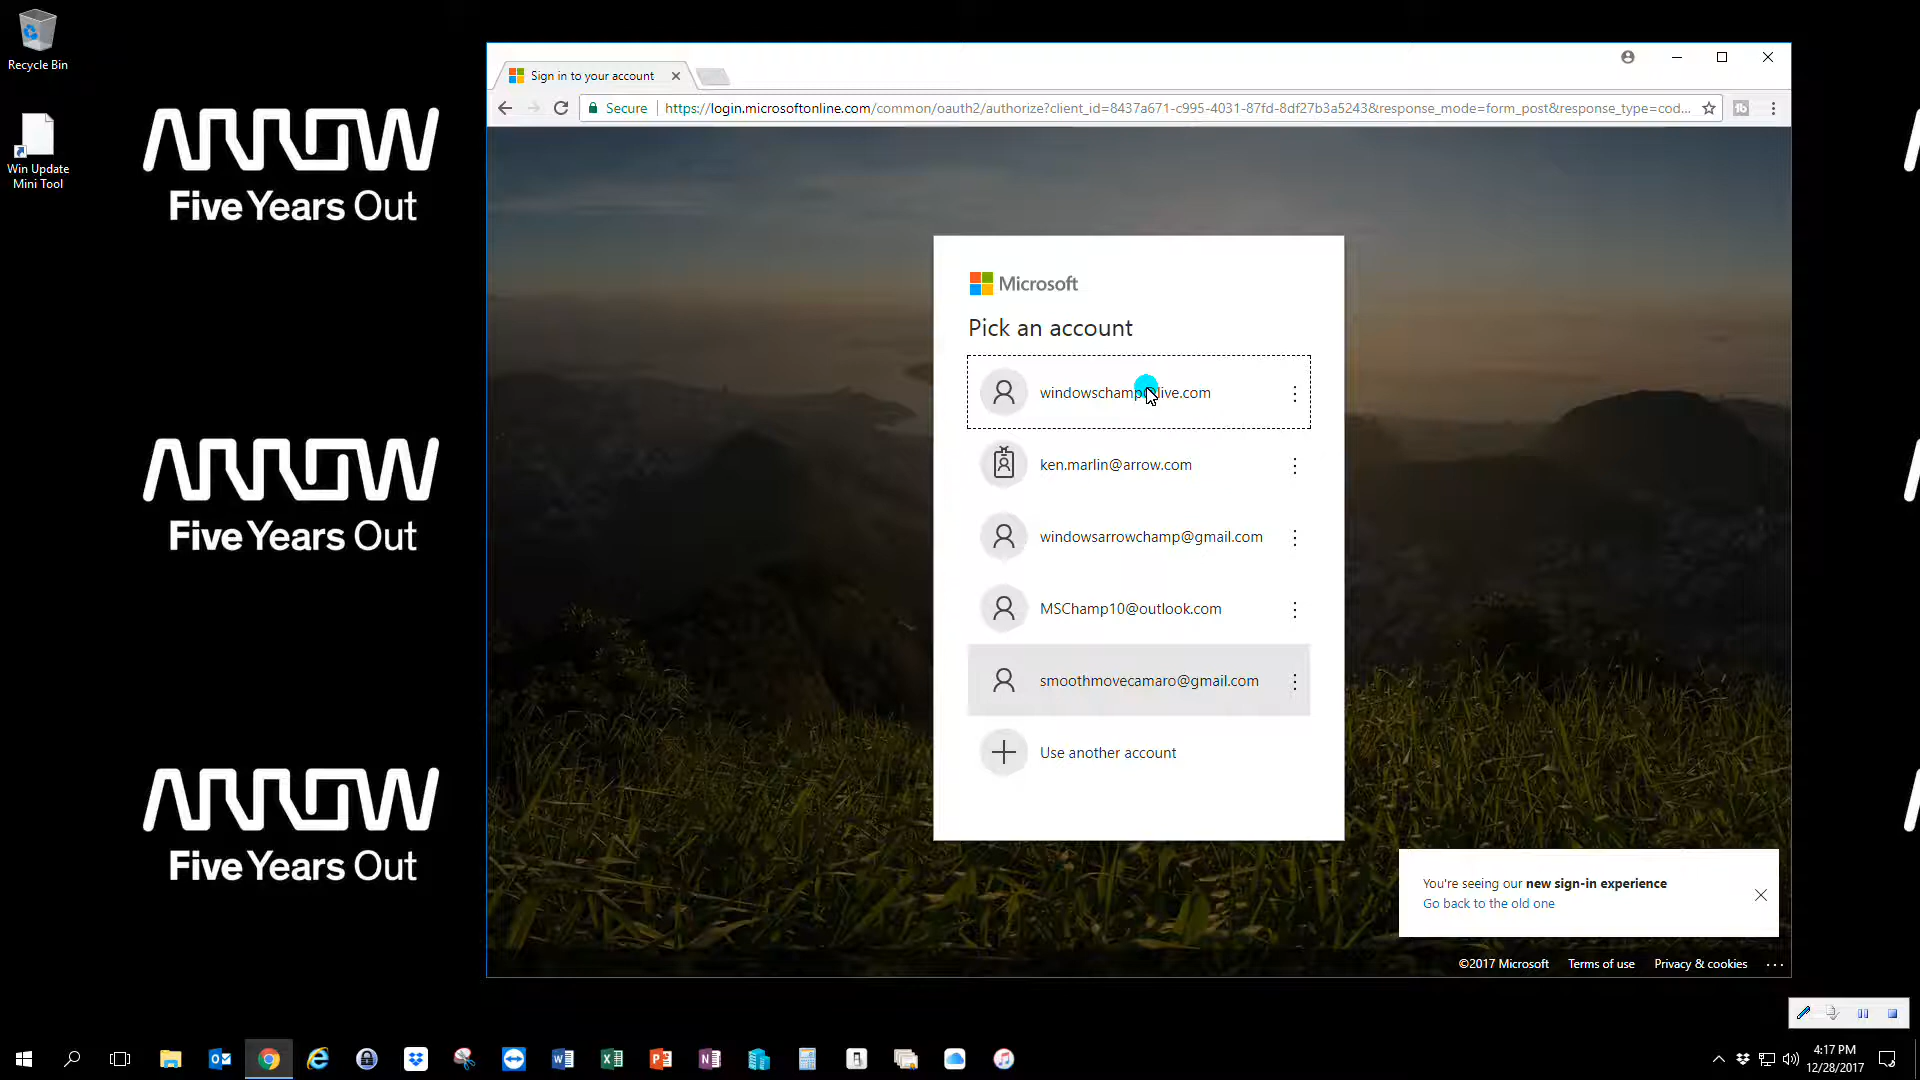 Recycle Bin
Win Update
Mini Tool
ARROW
Five Years Out
ARROW
Five Years Out
ARROW
Five Years Out
Sign in to your account
Secure
https://login.microsoftonline.com/common/oauth2/authorize?client_id=8437a671-c995-4031-87fd-8df27b3a5243&response_mode=form_post&response_type=cod...
Microsoft
Pick an account
windowschamp@live.com
ken.marlin@arrow.com
windowsarrowchamp@gmail.com
MSChamp10@outlook.com
smoothmovecamaro@gmail.com
Use another account
You're seeing our new sign-in experience
Go back to the old one
©2017 Microsoft Terms of use Privacy & cookies ...
4:17 PM
12/28/2017